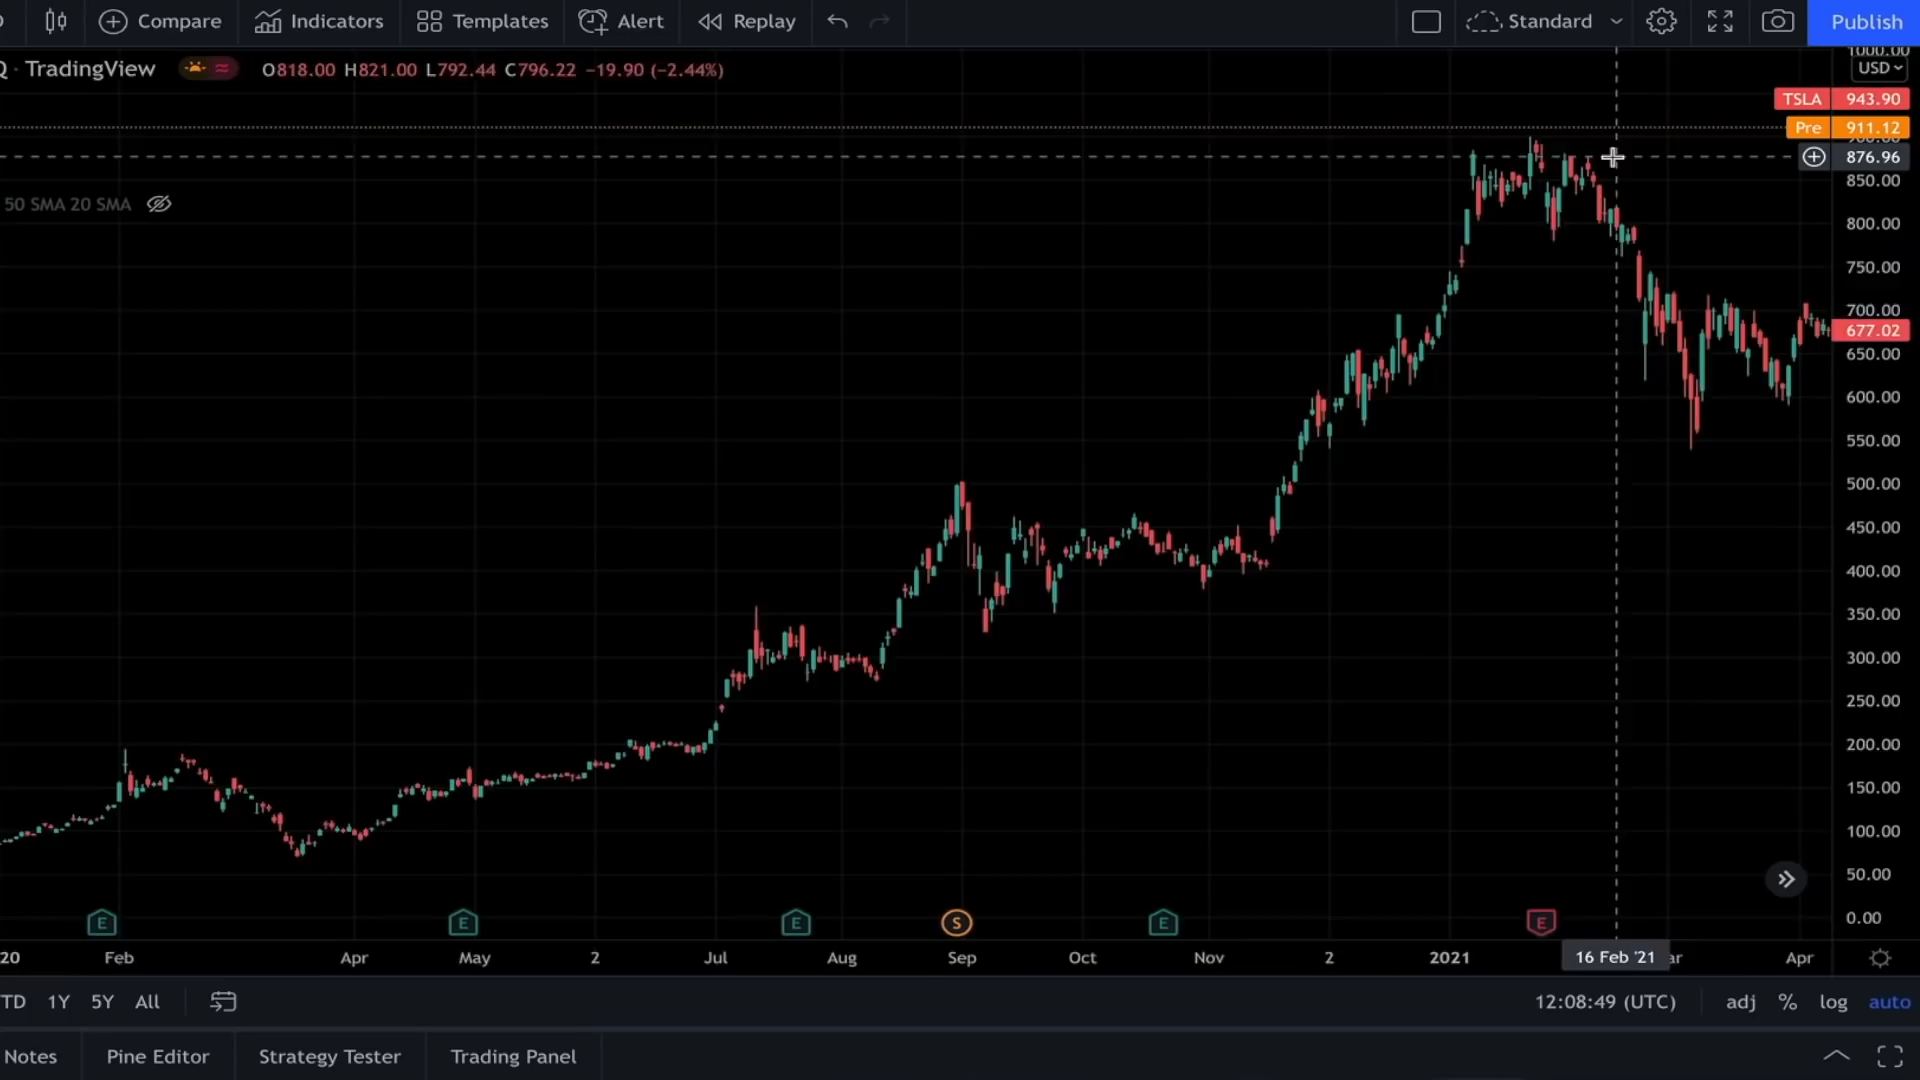 Compare Indicators Templates Alert Replay Standard Publish
Q · TradingView O818.00 H821.00 L792.44 C796.22 −19.90 (−2.44%)
1000.00
USD
TSLA 943.90
Pre 911.12
876.96
850.00
50 SMA 20 SMA
800.00
750.00
700.00
677.02
650.00
600.00
550.00
500.00
450.00
400.00
350.00
300.00
250.00
200.00
150.00
100.00
50.00
0.00
E E E S E E
20 Feb Apr May 2 Jul Aug Sep Oct Nov 2 2021 16 Feb '21 ar Apr
TD 1Y 5Y All 12:08:49 (UTC) adj % log auto
Notes Pine Editor Strategy Tester Trading Panel